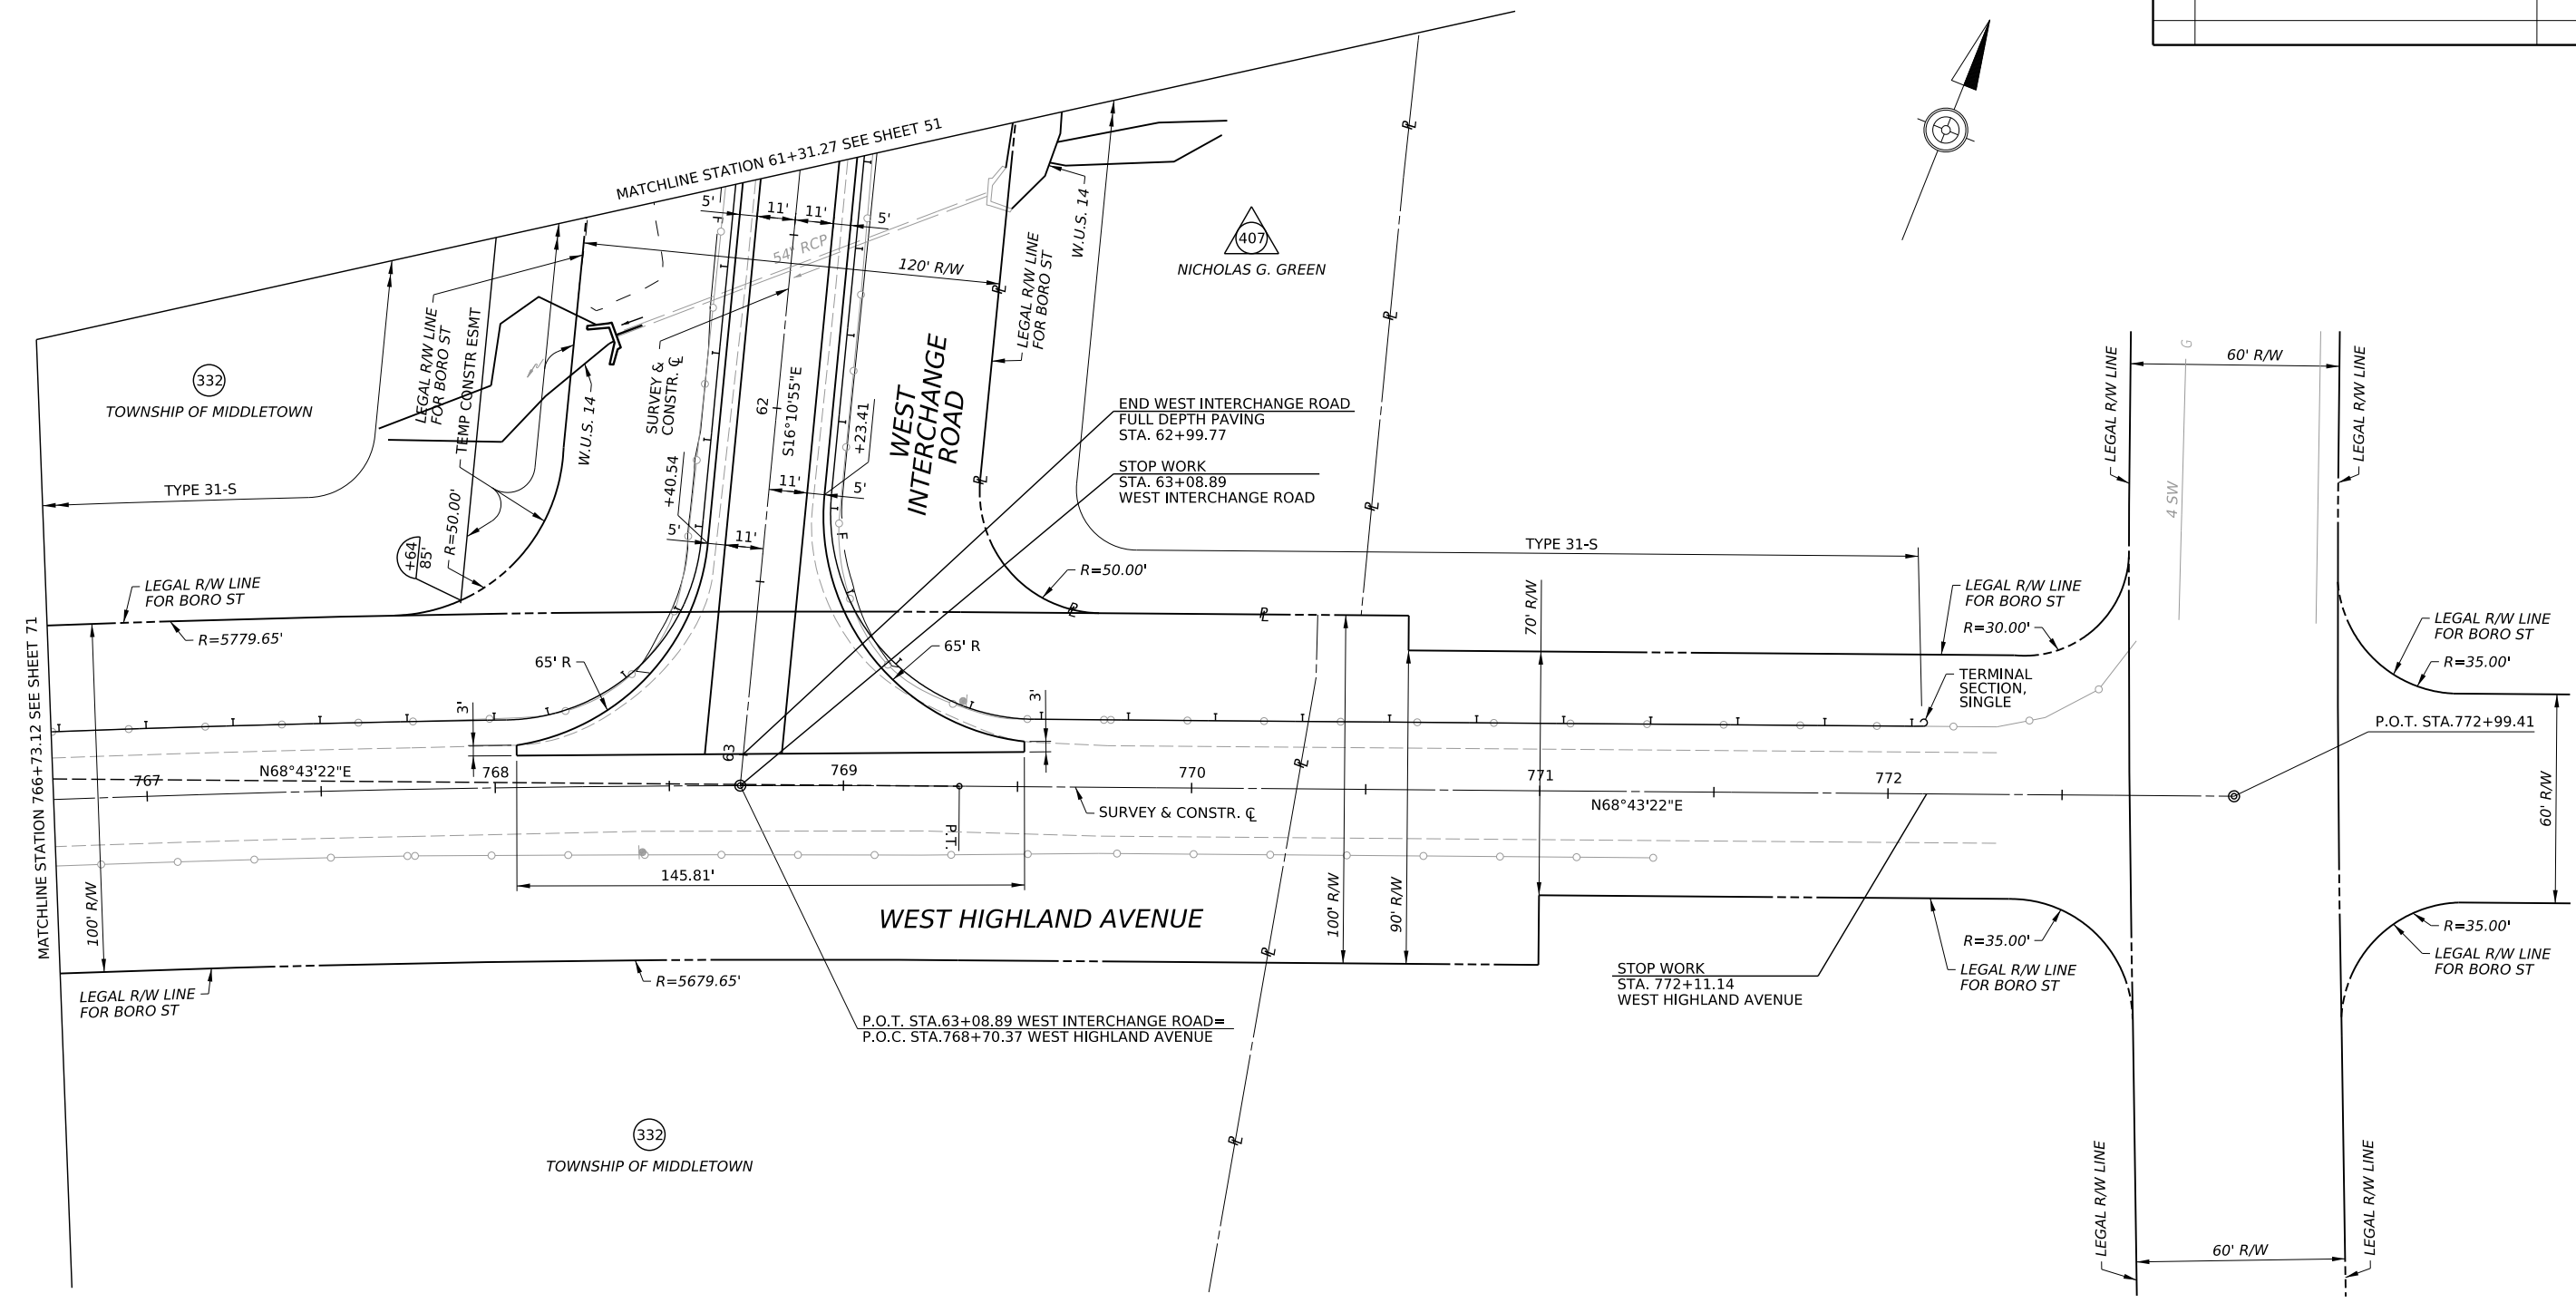 MATCHLINE STATION 61+31.27 SEE SHEET 51
5'
11'
11'
5'
54" RCP
120' R/W
W.U.S. 14
LEGAL R/W LINE
FOR BORO ST
407
NICHOLAS G. GREEN
332
TOWNSHIP OF MIDDLETOWN
LEGAL R/W LINE
FOR BORO ST
TEMP CONSTR ESMT
W.U.S. 14
SURVEY &
CONSTR. ℄
62
S16°10'55"E
+23.41
WEST
INTERCHANGE
ROAD
END WEST INTERCHANGE ROAD
FULL DEPTH PAVING
STA. 62+99.77
STOP WORK
STA. 63+08.89
WEST INTERCHANGE ROAD
TYPE 31-S
R=50.00'
+40.54
11'
5'
5'
11'
+64
85'
TYPE 31-S
R=50.00'
LEGAL R/W LINE
FOR BORO ST
R=5779.65'
65' R
65' R
70' R/W
LEGAL R/W LINE
60' R/W
LEGAL R/W LINE
G
4 SW
LEGAL R/W LINE
FOR BORO ST
R=30.00'
LEGAL R/W LINE
FOR BORO ST
R=35.00'
TERMINAL
SECTION,
SINGLE
P.O.T. STA.772+99.41
MATCHLINE STATION 766+73.12 SEE SHEET 71
3'
3'
63
767
N68°43'22"E
768
769
770
771
772
N68°43'22"E
SURVEY & CONSTR. ℄
P.T.
60' R/W
145.81'
100' R/W
WEST HIGHLAND AVENUE
100' R/W
90' R/W
R=35.00'
LEGAL R/W LINE
FOR BORO ST
R=35.00'
LEGAL R/W LINE
FOR BORO ST
STOP WORK
STA. 772+11.14
WEST HIGHLAND AVENUE
LEGAL R/W LINE
FOR BORO ST
R=5679.65'
P.O.T. STA.63+08.89 WEST INTERCHANGE ROAD=
P.O.C. STA.768+70.37 WEST HIGHLAND AVENUE
332
TOWNSHIP OF MIDDLETOWN
LEGAL R/W LINE
60' R/W
LEGAL R/W LINE